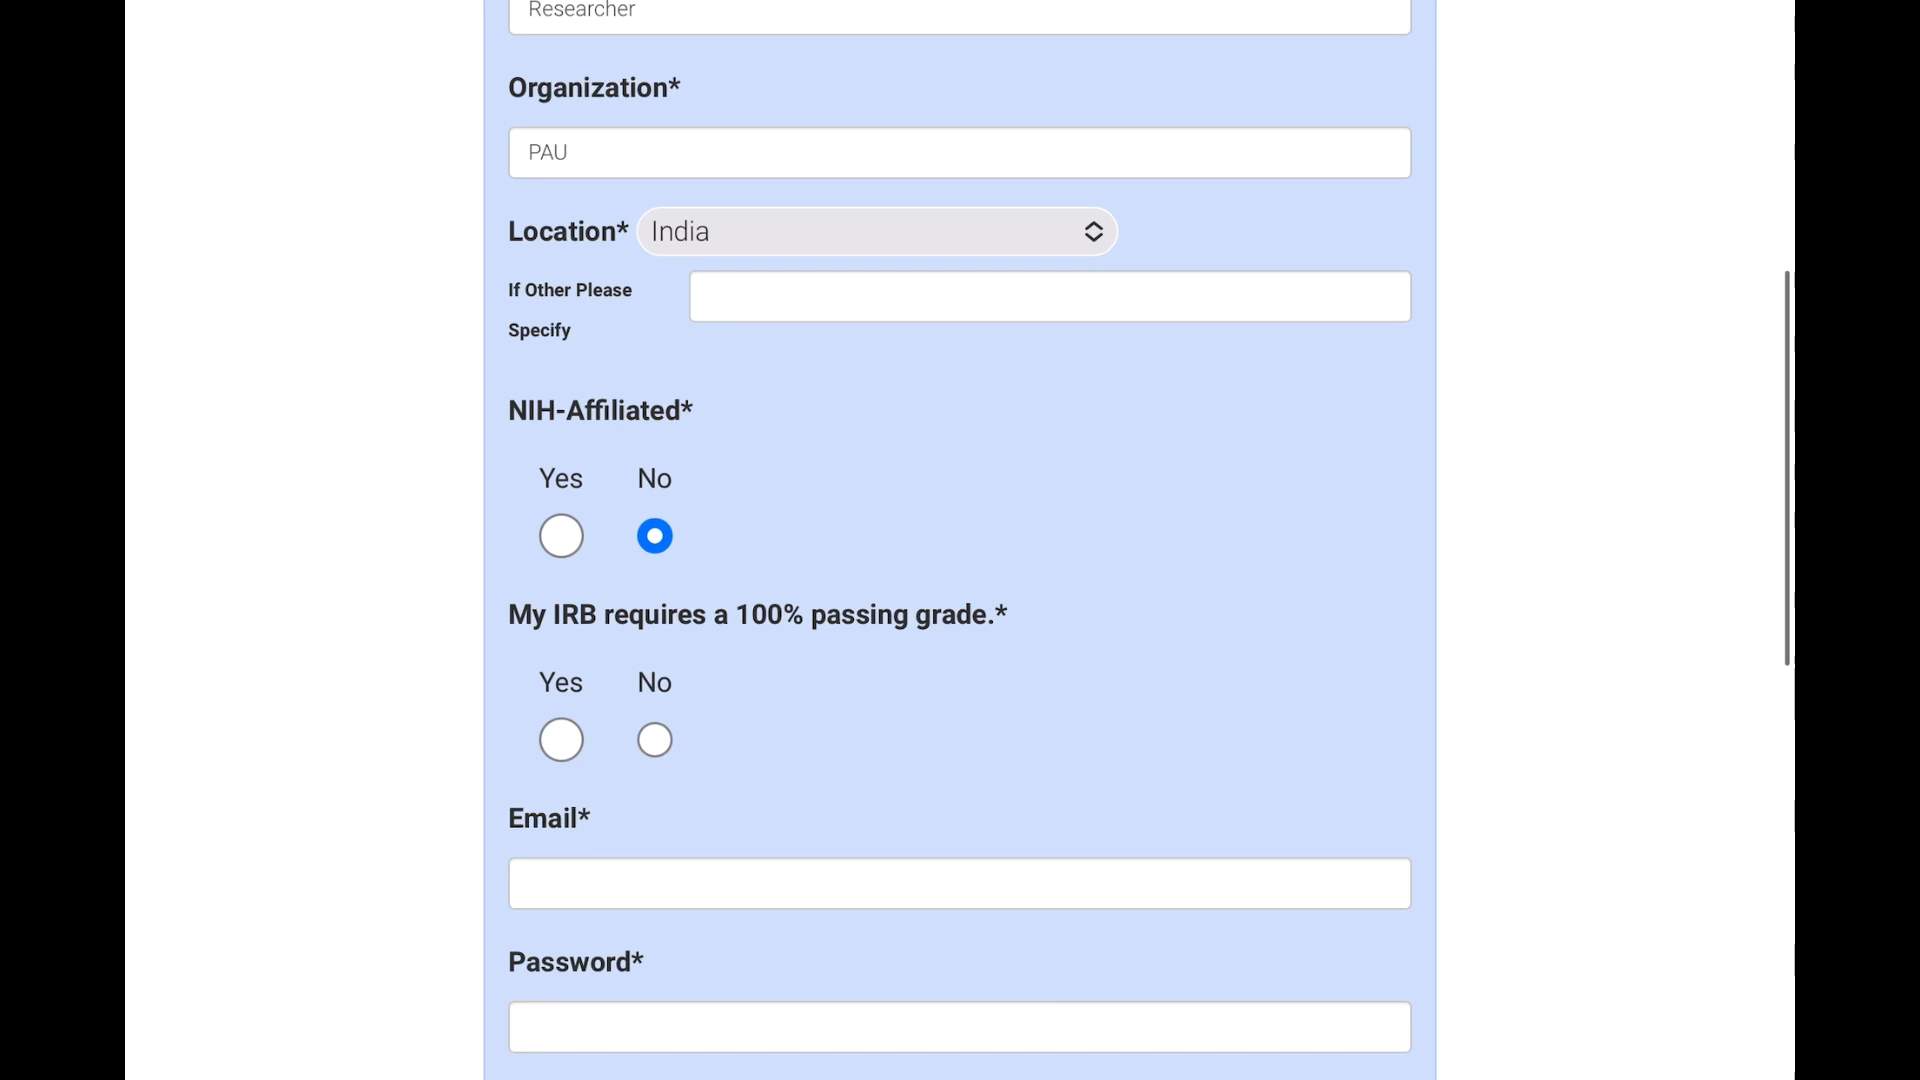 Researcher
Organization*
PAU
Location* India
If Other Please
Specify
NIH-Affiliated*
Yes No
My IRB requires a 100% passing grade.*
Yes No
Email*
Password*